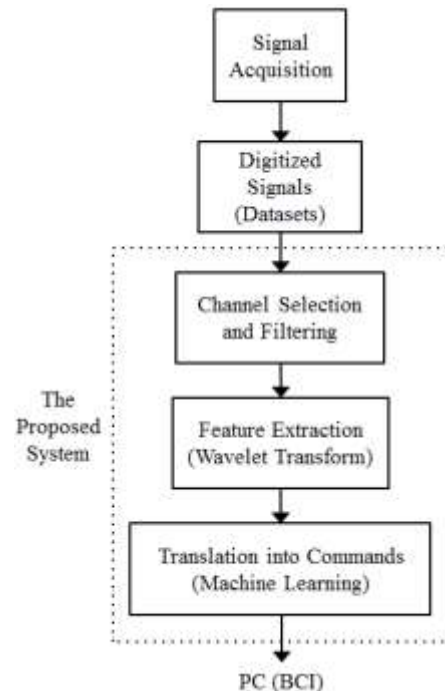 Signal
Acquisition
Digitized
Signals
(Datasets)
Channel Selection
and Filtering
The
Proposed
System
Feature Extraction
(Wavelet Transform)
Translation into Commands
(Machine Learning)
PC (BCI)